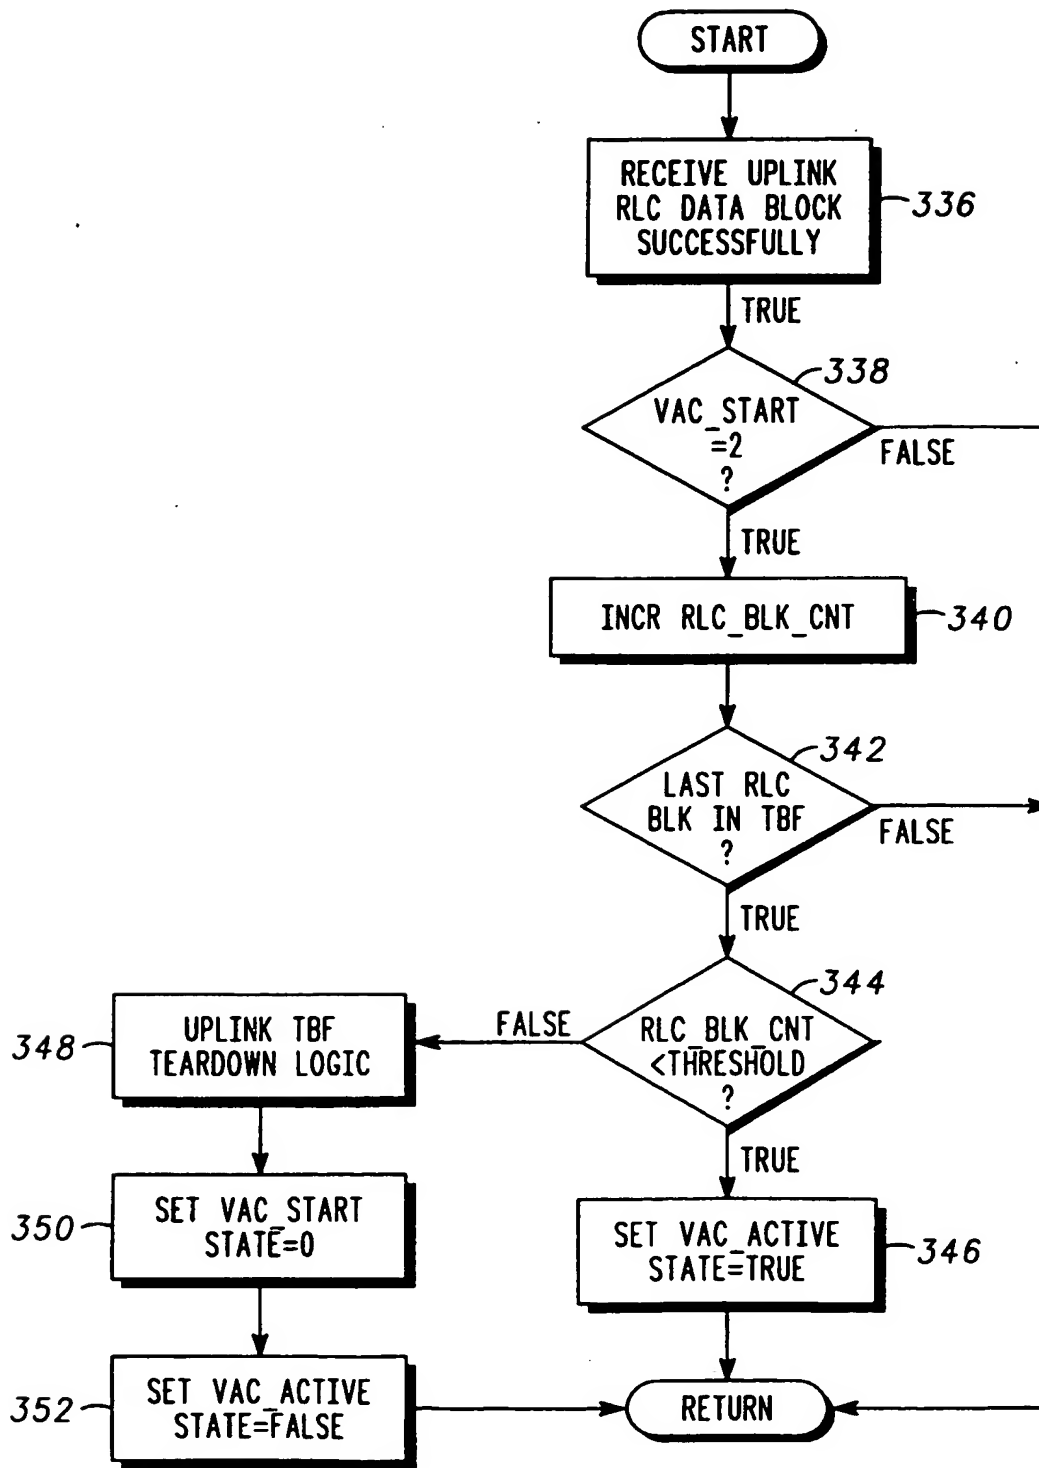 START
RECEIVE UPLINK
RLC DATA BLOCK
SUCCESSFULLY
336
TRUE
338
VAC_START
=2
?
FALSE
TRUE
INCR RLC_BLK_CNT
340
342
LAST RLC
BLK IN TBF
?
FALSE
TRUE
344
RLC_BLK_CNT
<THRESHOLD
?
FALSE
348
UPLINK TBF
TEARDOWN LOGIC
TRUE
350
SET VAC_START
STATE=0
SET VAC_ACTIVE
STATE=TRUE
346
352
SET VAC_ACTIVE
STATE=FALSE
RETURN